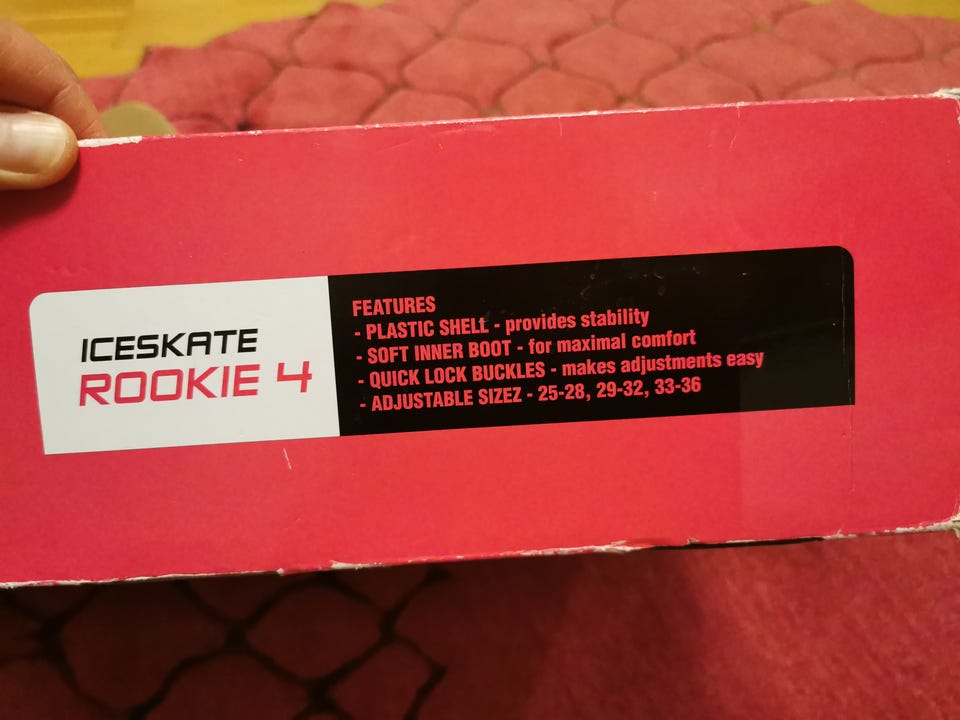 ICESKATE
ROOKIE 4
FEATURES
- PLASTIC SHELL - provides stability
- SOFT INNER BOOT - for maximal comfort
- QUICK LOCK BUCKLES - makes adjustments easy
- ADJUSTABLE SIZEZ - 25-28, 29-32, 33-36